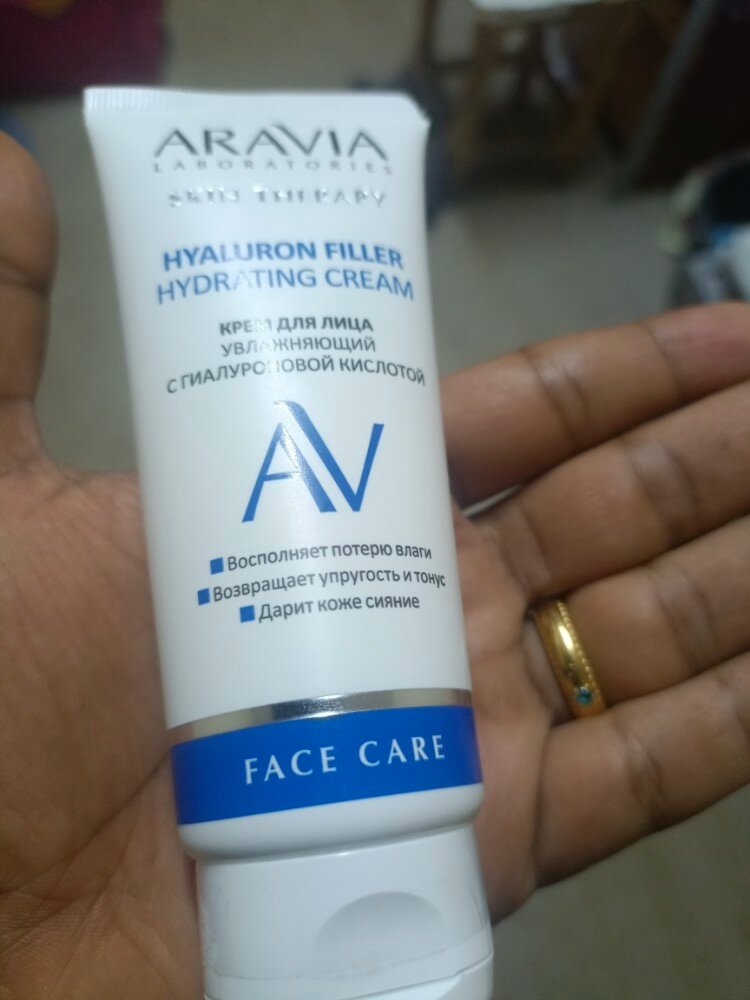 ARAVIA
LABORATORIES
SKIN THERAPY
HYALURON FILLER
HYDRATING CREAM
КРЕМ ДЛЯ ЛИЦА
УВЛАЖНЯЮЩИЙ
С ГИАЛУРОНОВОЙ КИСЛОТОЙ
AV
Восполняет потерю влаги
Возвращает упругость и тонус
Дарит коже сияние
FACE CARE